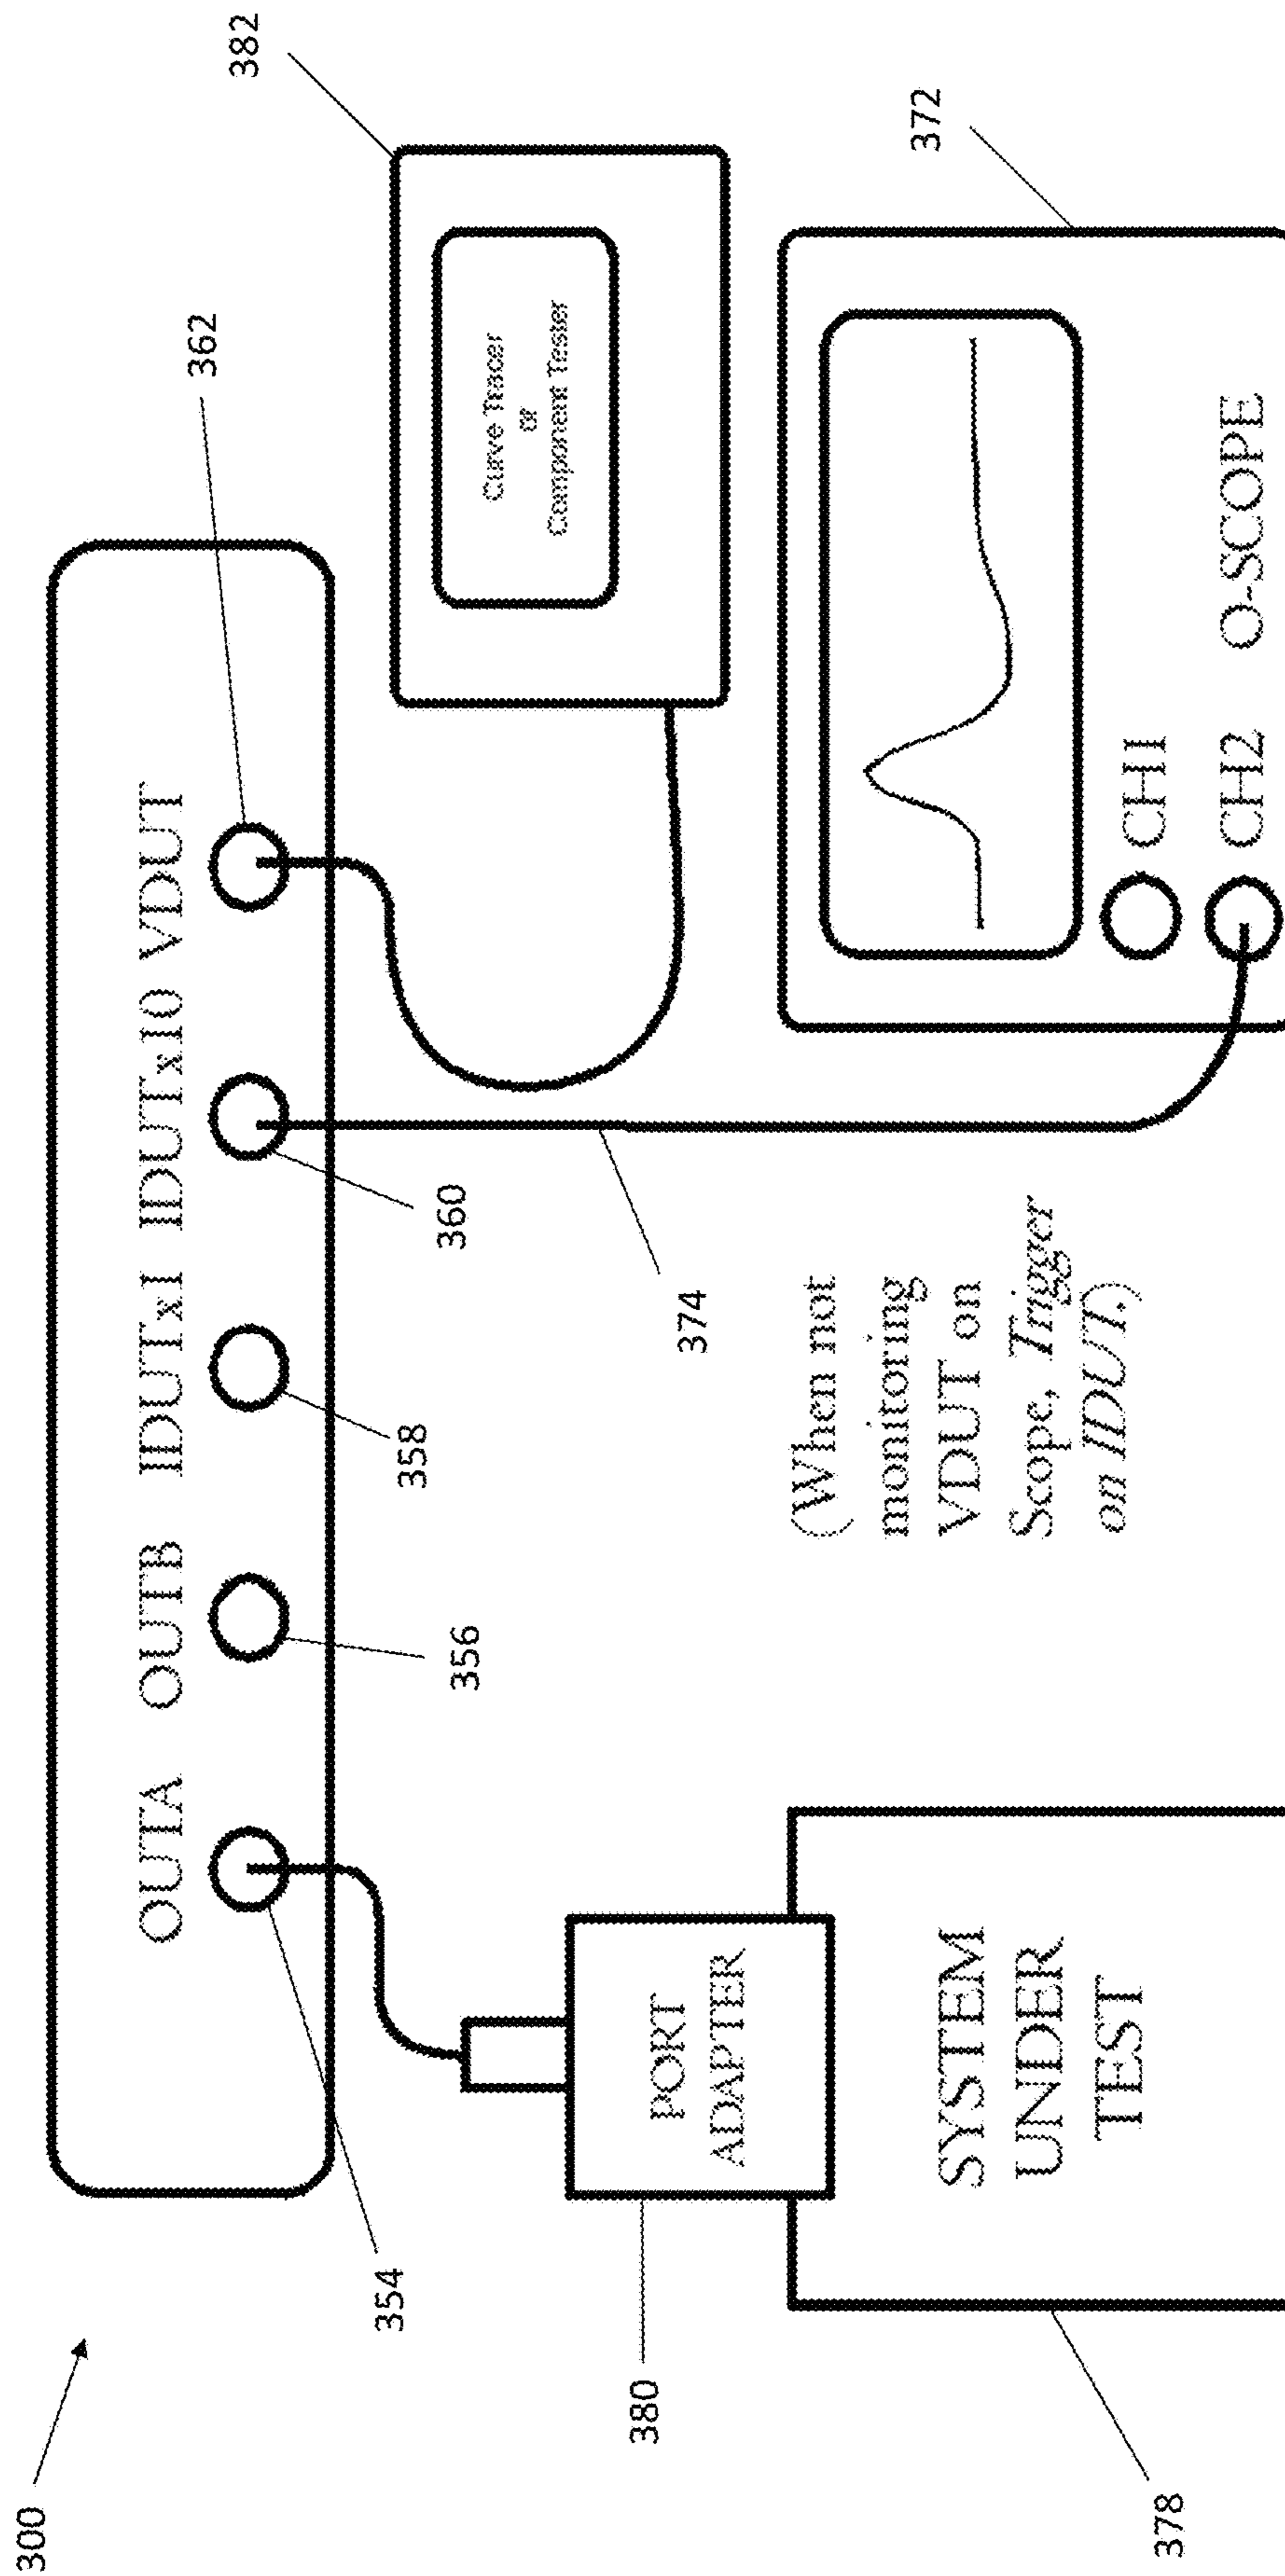 300
OUTA OUTB IDUTx1 IDUTx10 VDUT
354
356
358
360
362
382
Curve Tracer
or
Component Tester
374
372
380
PORT
ADAPTER
SYSTEM
UNDER
TEST
378
(When not
monitoring
VDUT on
Scope, Trigger
on IDUT.)
CH1
CH2 O-SCOPE